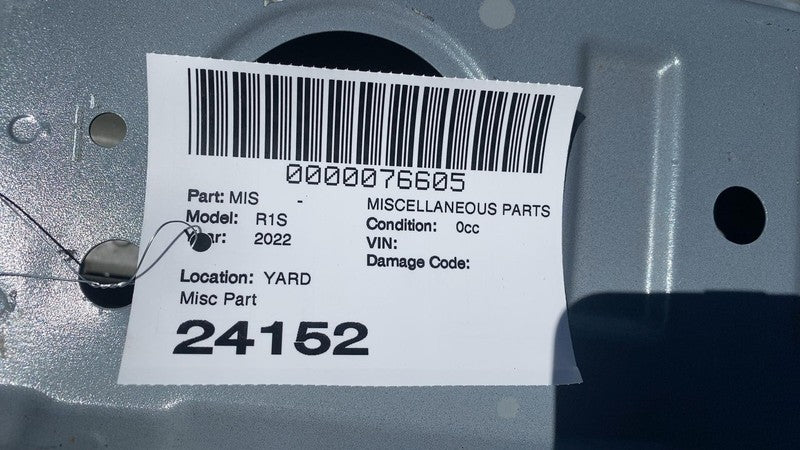 0000076605
Part: MIS - MISCELLANEOUS PARTS
Model: R1S Condition: 0cc
Year: 2022 VIN:
Damage Code:
Location: YARD
Misc Part
24152